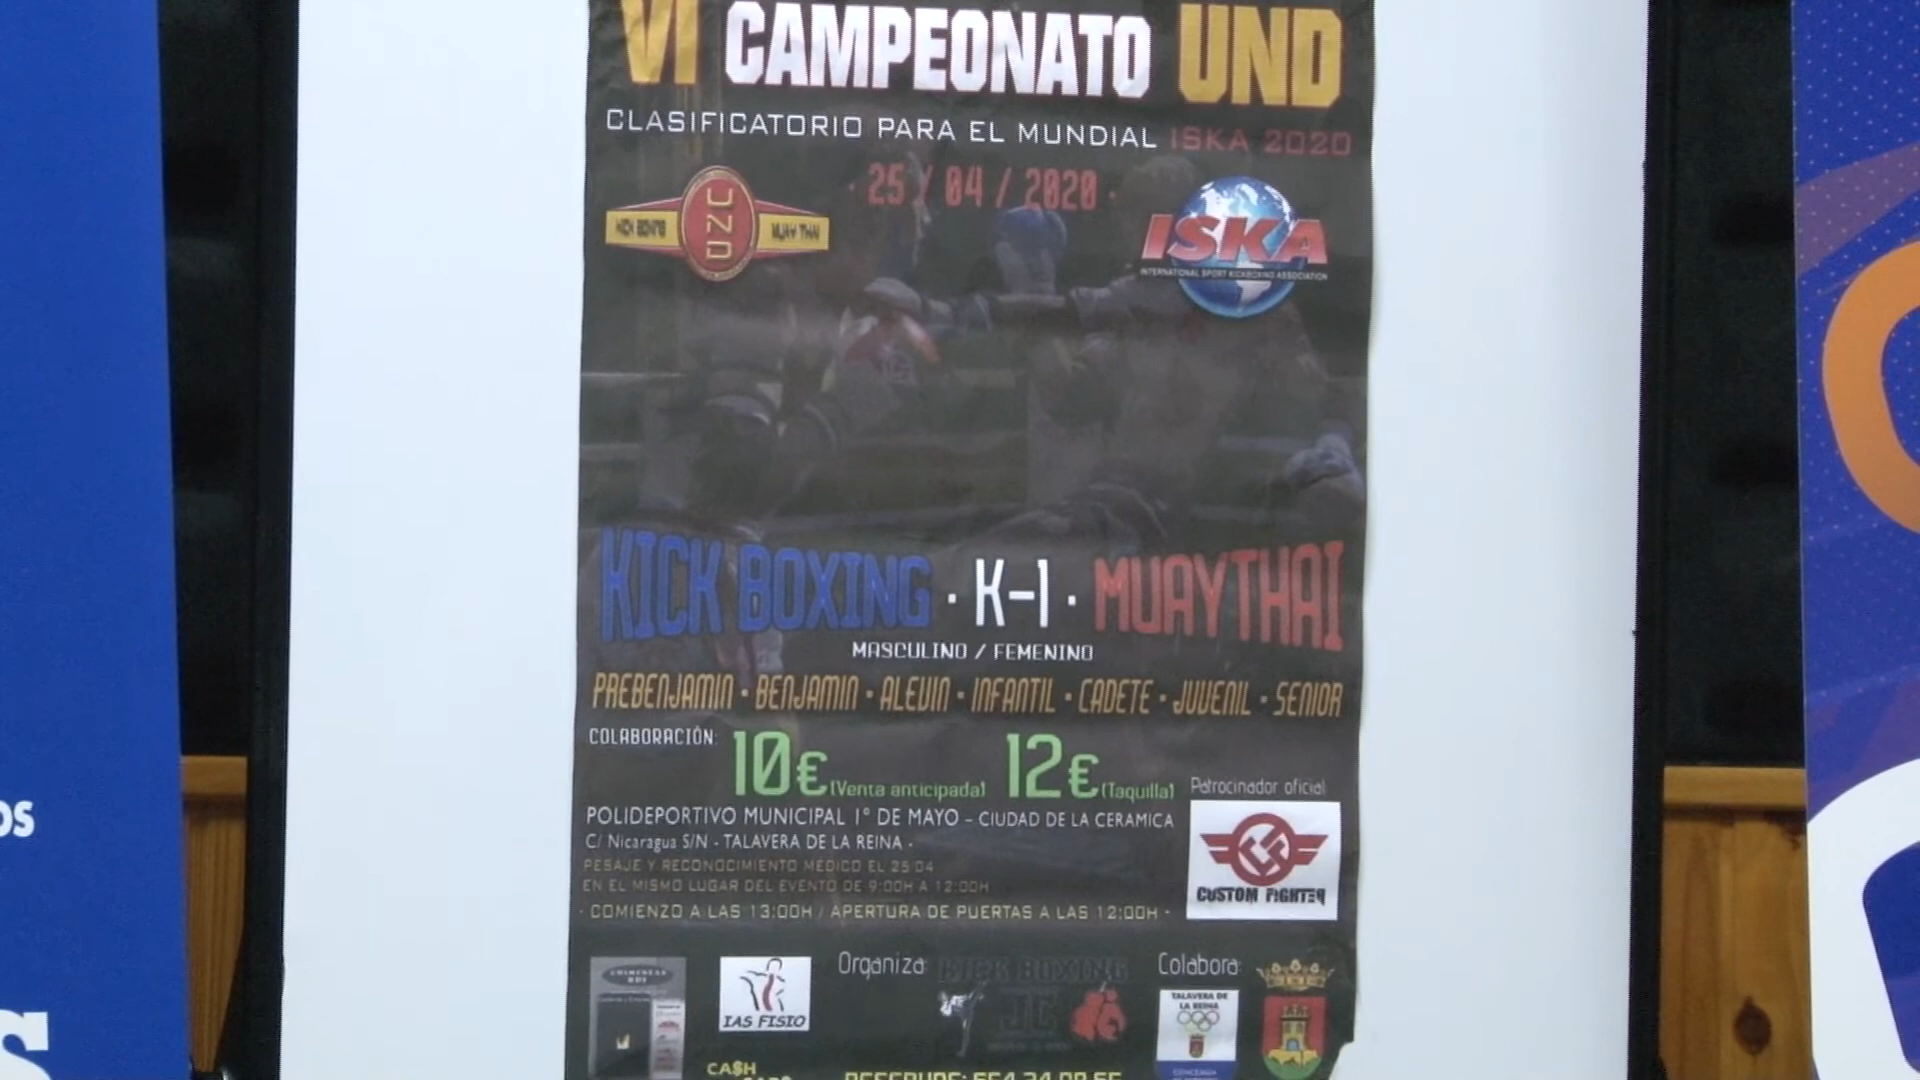 VI CAMPEONATO UND
CLASIFICATORIO PARA EL MUNDIAL ISKA 2020
· 25 / 04 / 2020 ·
KICK BOXING UND MUAY THAI
ISKA
INTERNATIONAL SPORT KICKBOXING ASSOCIATION
KICK BOXING · K-1 · MUAYTHAI
MASCULINO / FEMENINO
PREBENJAMIN · BENJAMIN · ALEVIN · INFANTIL · CADETE · JUVENIL · SENIOR
COLABORACIÓN: 10€ (Venta anticipada) 12€ (Taquilla)
Patrocinador oficial
POLIDEPORTIVO MUNICIPAL 1º DE MAYO - CIUDAD DE LA CERAMICA
C/ Nicaragua S/N - TALAVERA DE LA REINA -
PESAJE Y RECONOCIMIENTO MEDICO EL 25·04
EN EL MISMO LUGAR DEL EVENTO DE 9:00H A 12:00H
· COMIENZO A LAS 13:00H / APERTURA DE PUERTAS A LAS 12:00H -
CUSTOM FIGHTER
IAS FISIO
Organiza:
KICK BOXING
JC
Colabora:
TALAVERA DE
LA REINA
CA$H
OS
S